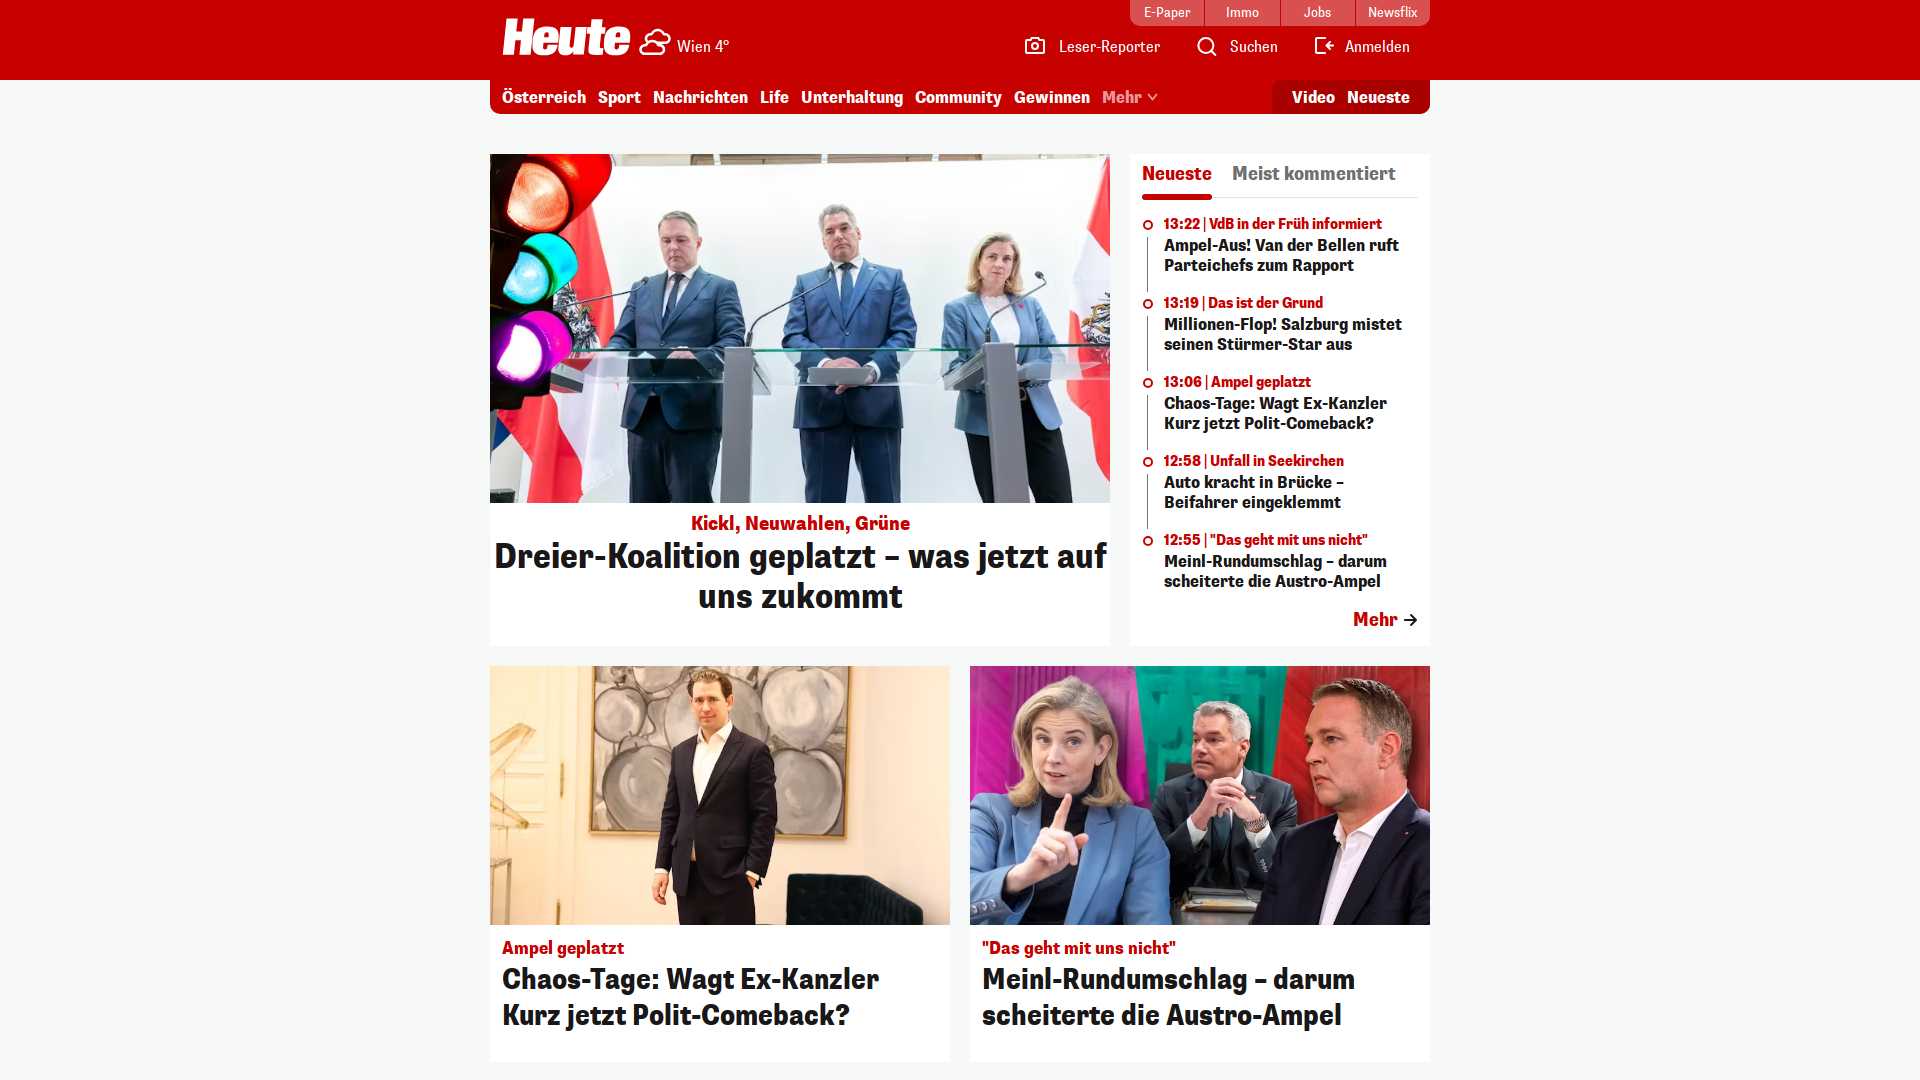 E-Paper
Immo
Jobs
Newsflix
Heute
Wien 4°
Leser-Reporter
Suchen
Anmelden
Österreich
Sport
Nachrichten
Life
Unterhaltung
Community
Gewinnen
Mehr
Video
Neueste
Kickl, Neuwahlen, Grüne
Dreier-Koalition geplatzt – was jetzt auf
uns zukommt
Neueste
Meist kommentiert
13:22 | VdB in der Früh informiert
Ampel-Aus! Van der Bellen ruft
Parteichefs zum Rapport
13:19 | Das ist der Grund
Millionen-Flop! Salzburg mistet
seinen Stürmer-Star aus
13:06 | Ampel geplatzt
Chaos-Tage: Wagt Ex-Kanzler
Kurz jetzt Polit-Comeback?
12:58 | Unfall in Seekirchen
Auto kracht in Brücke –
Beifahrer eingeklemmt
12:55 | "Das geht mit uns nicht"
Meinl-Rundumschlag – darum
scheiterte die Austro-Ampel
Mehr
Ampel geplatzt
Chaos-Tage: Wagt Ex-Kanzler
Kurz jetzt Polit-Comeback?
"Das geht mit uns nicht"
Meinl-Rundumschlag – darum
scheiterte die Austro-Ampel